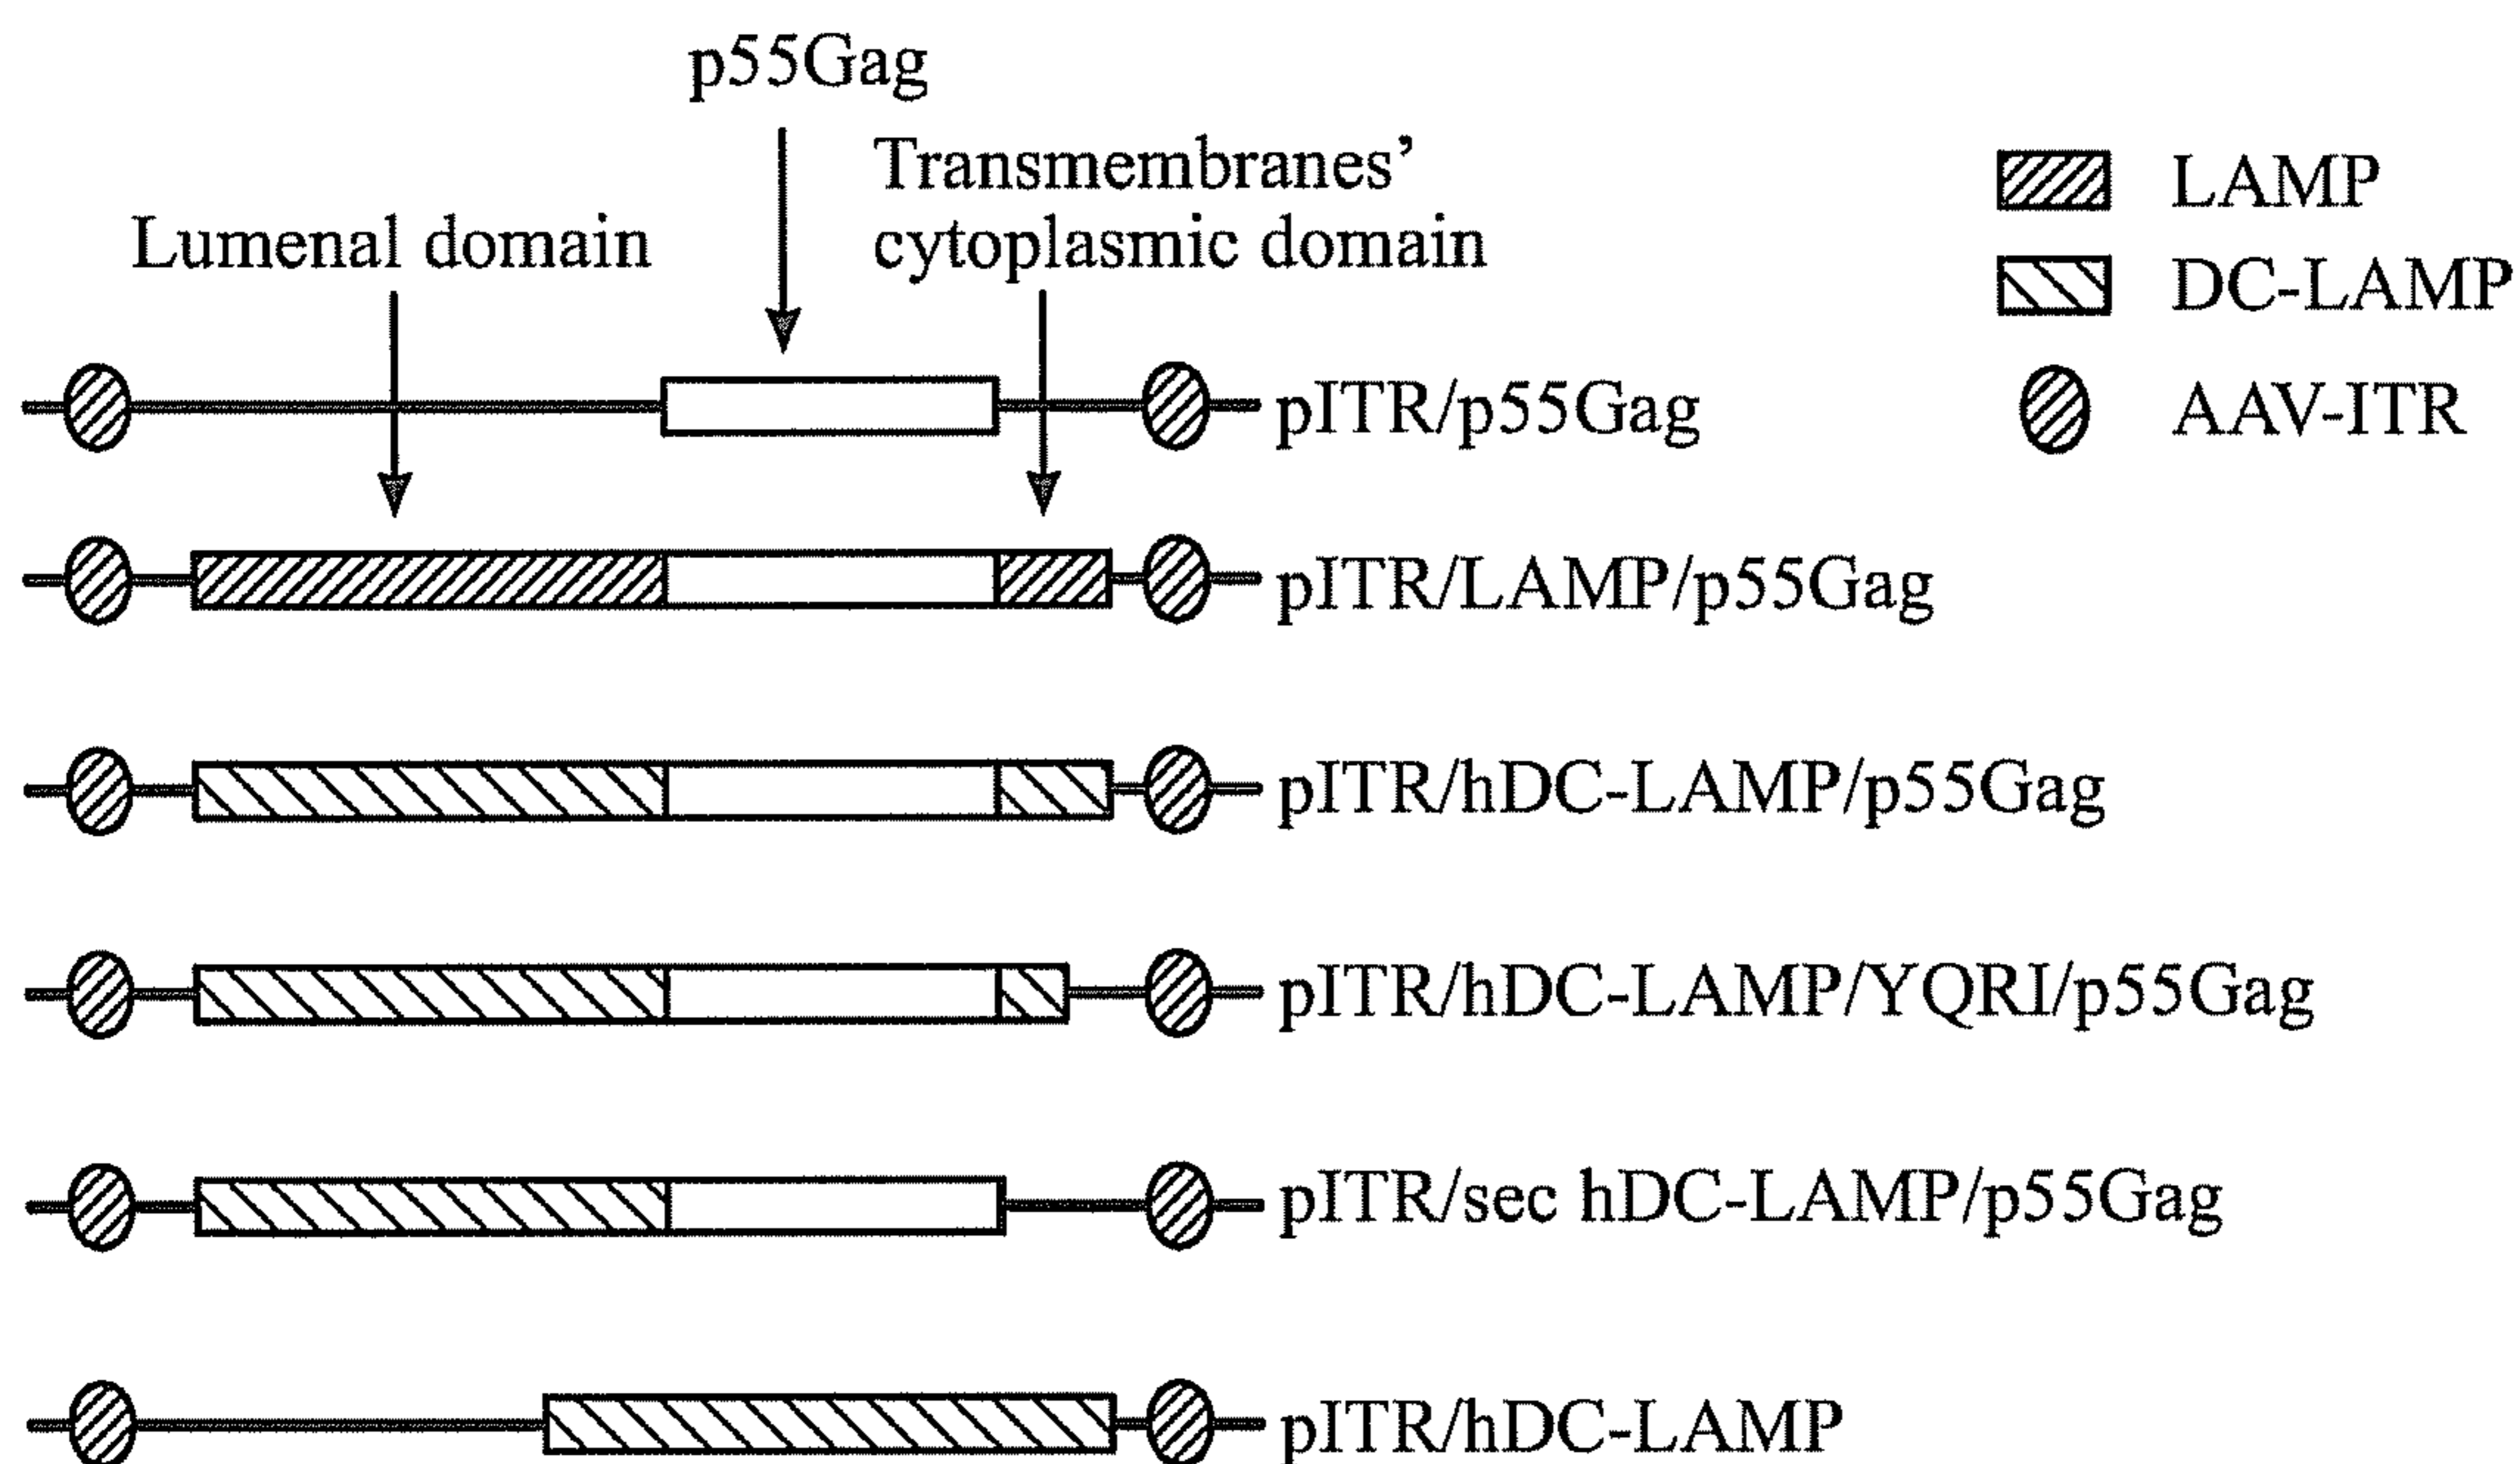 p55Gag
Transmembranes’
cytoplasmic domain
Lumenal domain
LAMP
DC-LAMP
AAV-ITR
pITR/p55Gag
pITR/LAMP/p55Gag
pITR/hDC-LAMP/p55Gag
pITR/hDC-LAMP/YQRI/p55Gag
pITR/sec hDC-LAMP/p55Gag
pITR/hDC-LAMP